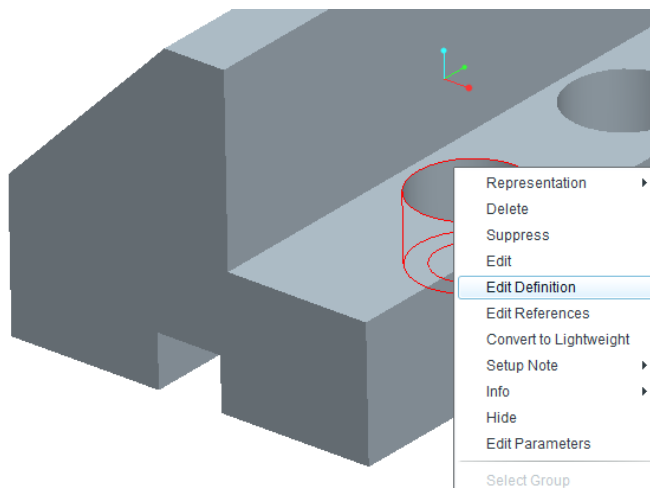 Representation
Delete
Suppress
Edit
Edit Definition
Edit References
Convert to Lightweight
Setup Note
Info
Hide
Edit Parameters
Select Group